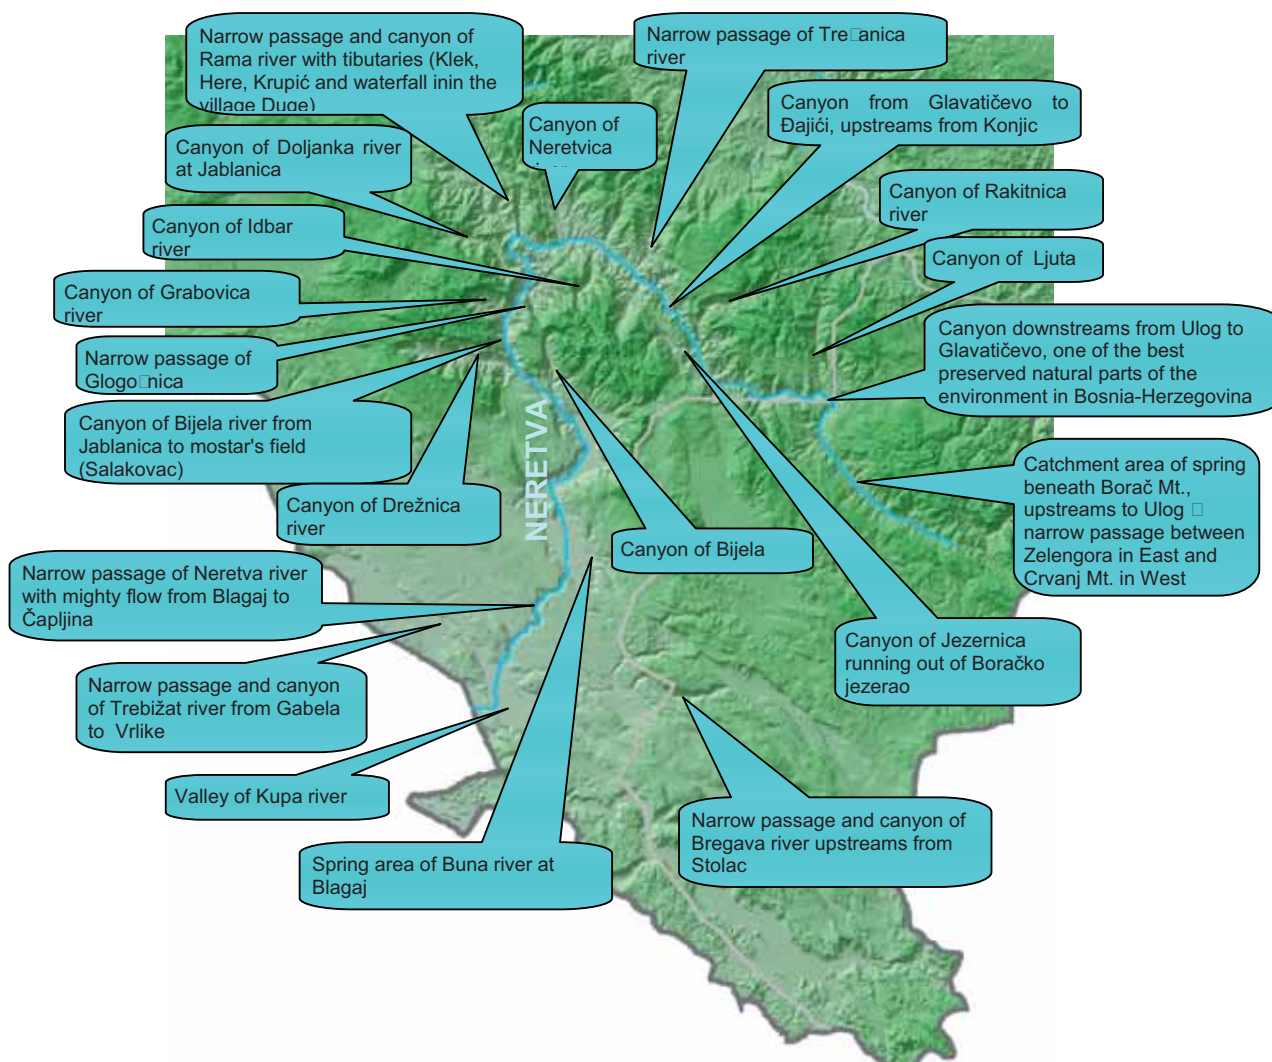 Narrow passage and canyon of
Rama river with tibutaries (Klek,
Here, Krupić and waterfall inin the
village Duge)
Narrow passage of Tre□anica
river
Canyon of
Neretvica
Canyon from Glavatičevo to
Đajići, upstreams from Konjic
Canyon of Doljanka river
at Jablanica
Canyon of Rakitnica
river
Canyon of Idbar
river
Canyon of Ljuta
Canyon of Grabovica
river
Canyon downstreams from Ulog to
Glavatičevo, one of the best
preserved natural parts of the
environment in Bosnia-Herzegovina
Narrow passage of
Glogo□nica
Canyon of Bijela river from
Jablanica to mostar's field
(Salakovac)
NERETVA
Catchment area of spring
beneath Borač Mt.,
upstreams to Ulog □
narrow passage between
Zelengora in East and
Crvanj Mt. in West
Canyon of Drežnica
river
Canyon of Bijela
Narrow passage of Neretva river
with mighty flow from Blagaj to
Čapljina
Canyon of Jezernica
running out of Boračko
jezerao
Narrow passage and canyon
of Trebižat river from Gabela
to Vrlike
Valley of Kupa river
Narrow passage and canyon of
Bregava river upstreams from
Stolac
Spring area of Buna river at
Blagaj